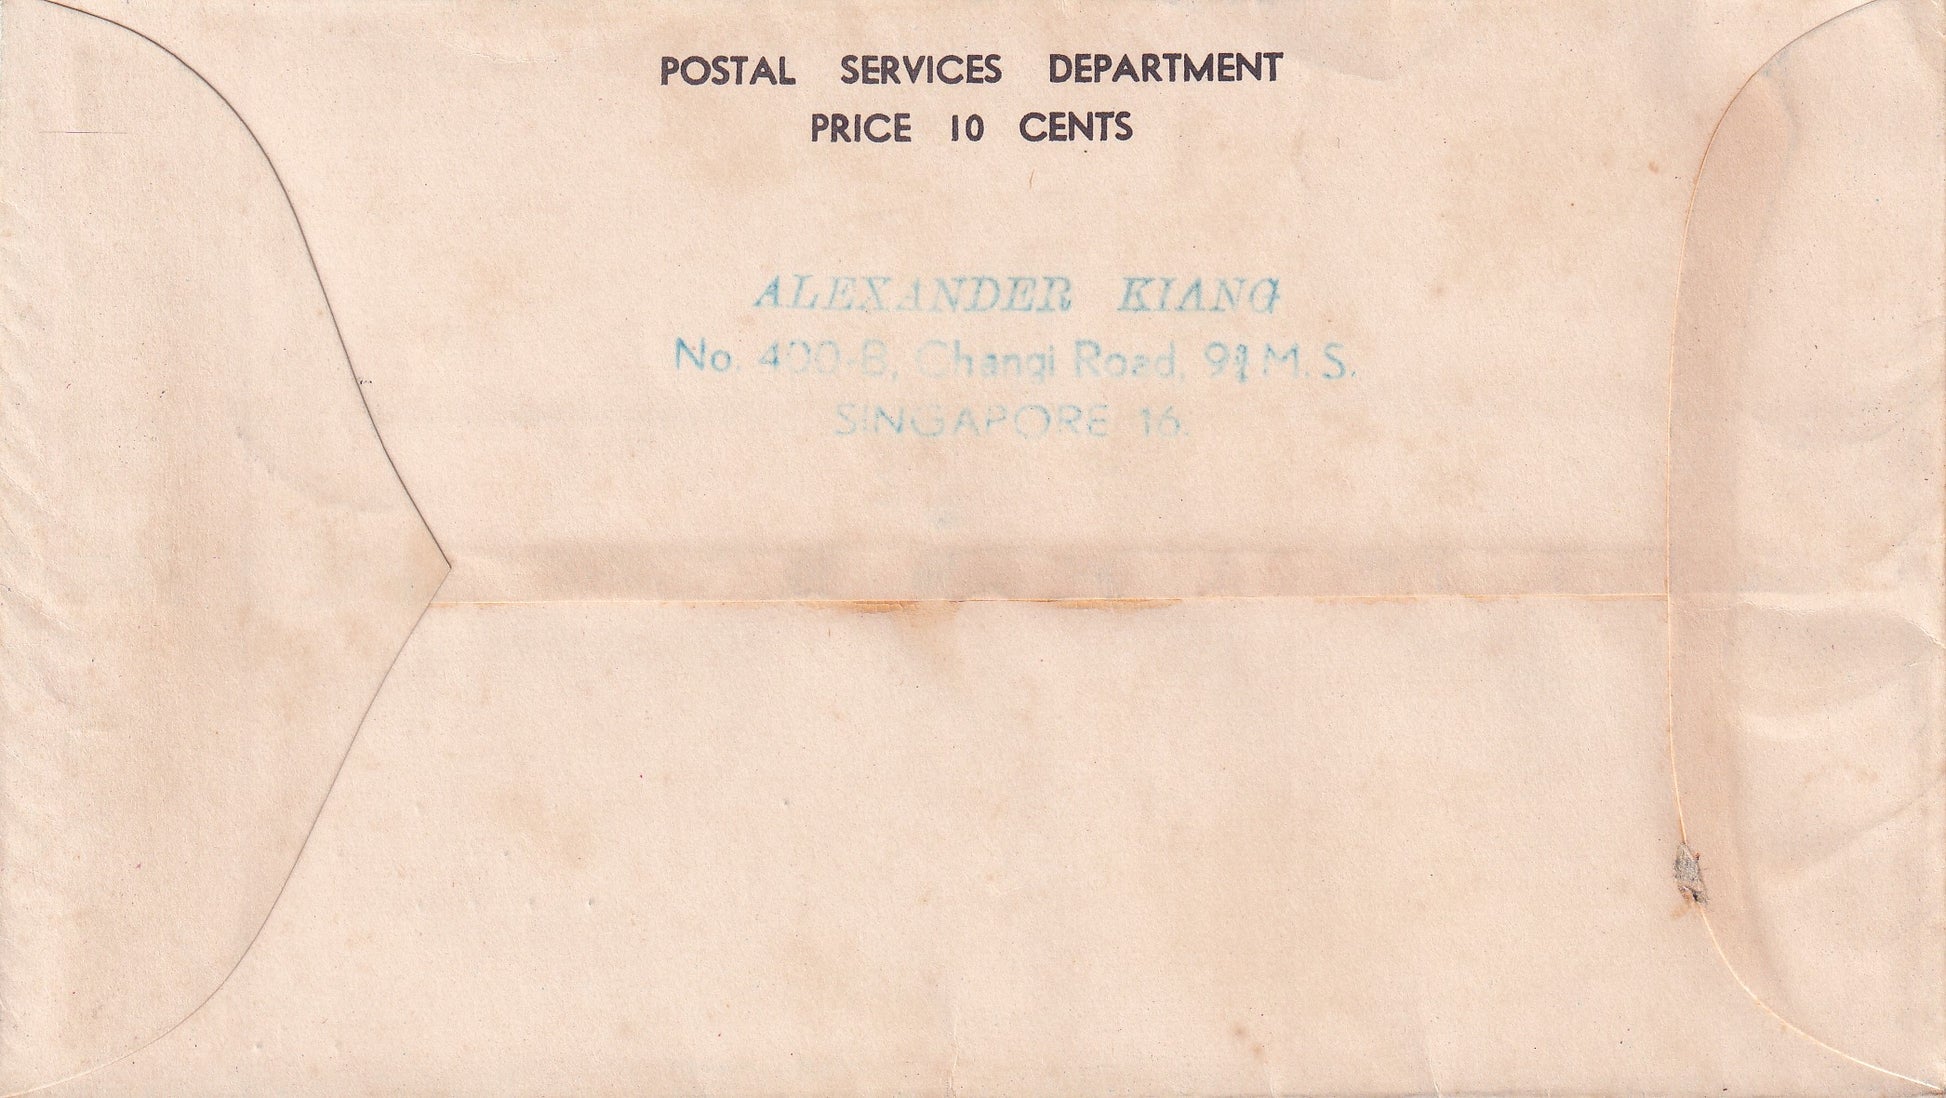 POSTAL SERVICES DEPARTMENT
PRICE 10 CENTS
ALEXANDER KIANG
No. 400-B, Changi Road, 9½ M. S.
SINGAPORE 16.